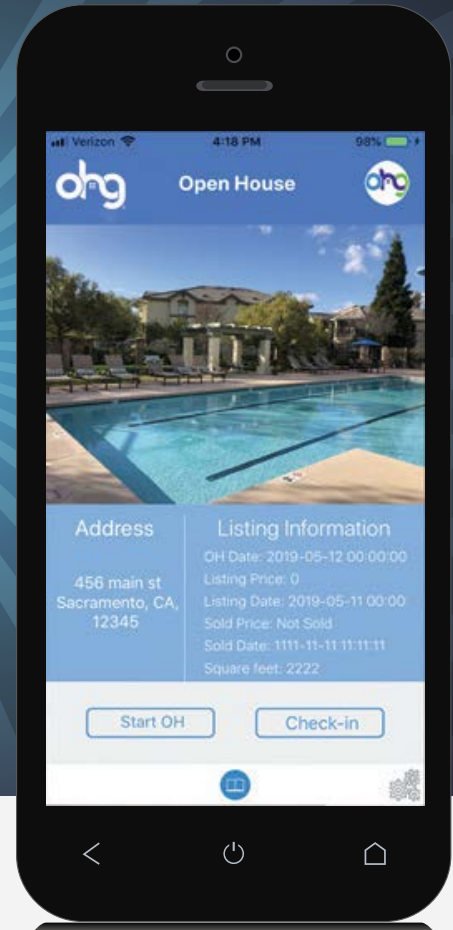 Verizon 4:18 PM 98%
ohg Open House ohg
Address
456 main st
Sacramento, CA,
12345
Listing Information
OH Date: 2019-05-12 00:00:00
Listing Price: 0
Listing Date: 2019-05-11 00:00
Sold Price: Not Sold
Sold Date: 1111-11-11 11:11:11
Square feet: 2222
Start OH Check-in